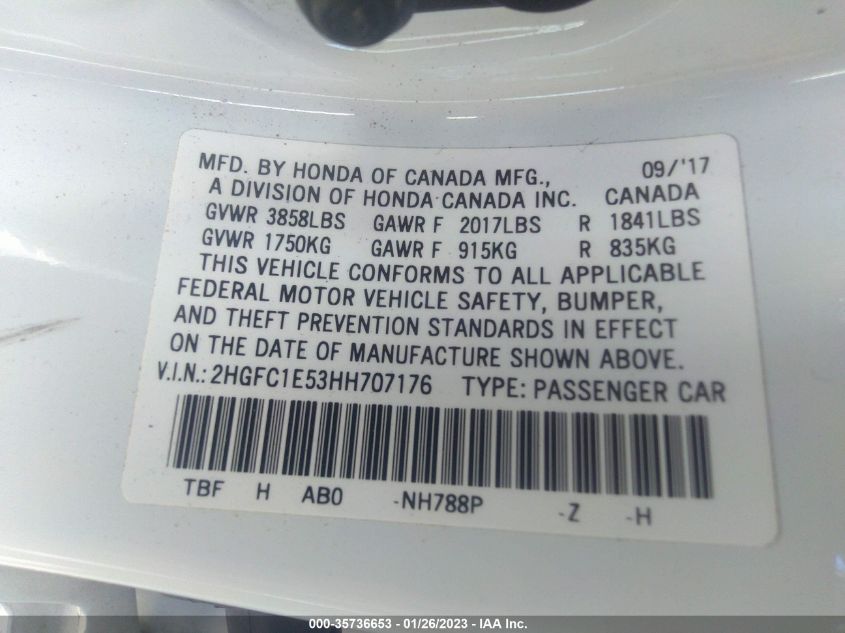 MFD. BY HONDA OF CANADA MFG., 09/'17
A DIVISION OF HONDA CANADA INC. CANADA
GVWR 3858LBS GAWR F 2017LBS R 1841LBS
GVWR 1750KG GAWR F 915KG R 835KG
THIS VEHICLE CONFORMS TO ALL APPLICABLE
FEDERAL MOTOR VEHICLE SAFETY, BUMPER,
AND THEFT PREVENTION STANDARDS IN EFFECT
ON THE DATE OF MANUFACTURE SHOWN ABOVE.
V.I.N.: 2HGFC1E53HH707176 TYPE: PASSENGER CAR
TBF H AB0 -NH788P -Z -H
000-35736653 - 01/26/2023 - IAA Inc.